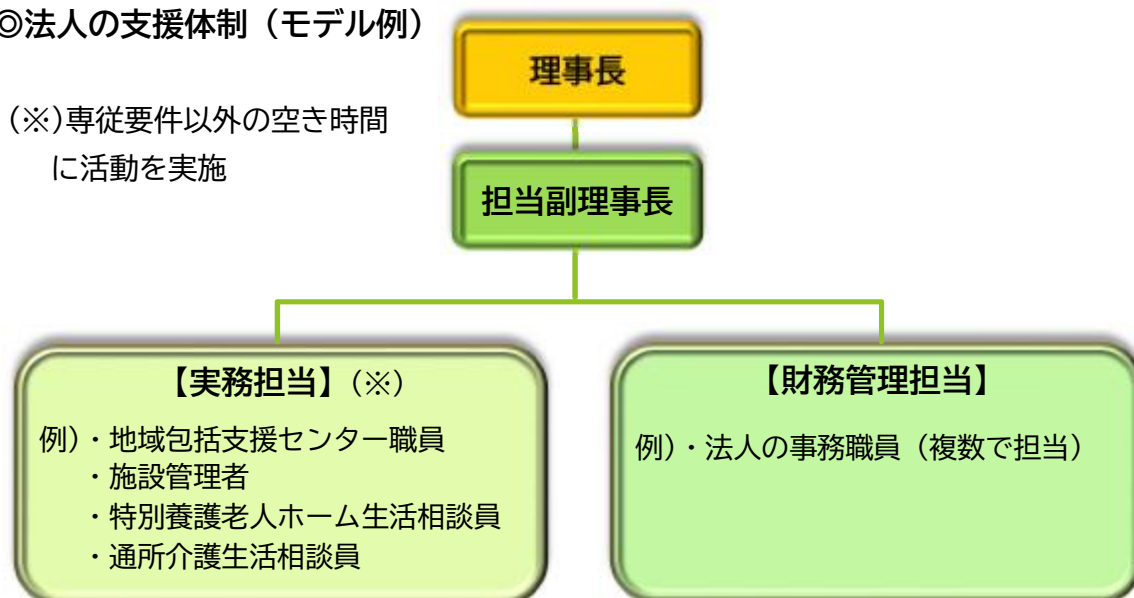 ◎法人の支援体制（モデル例）
理事長
（※）専従要件以外の空き時間
に活動を実施
担当副理事長
【実務担当】（※）
例）・地域包括支援センター職員
・施設管理者
・特別養護老人ホーム生活相談員
・通所介護生活相談員
【財務管理担当】
例）・法人の事務職員（複数で担当）